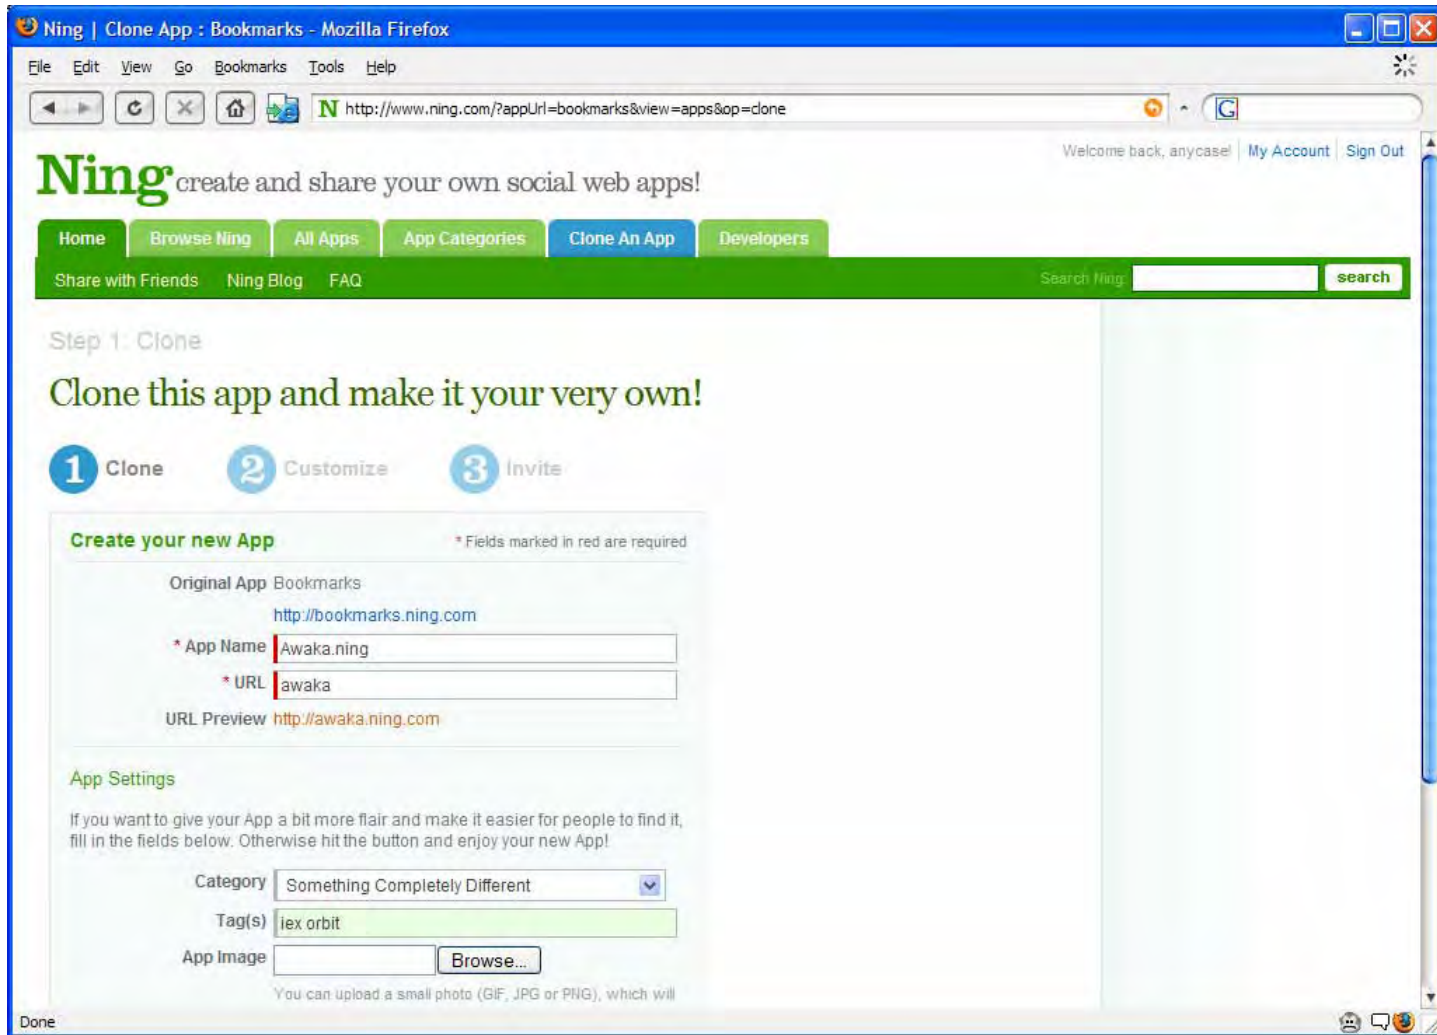 Ning | Clone App : Bookmarks - Mozilla Firefox
File Edit View Go Bookmarks Tools Help
N http://www.ning.com/?appUrl=bookmarks&view=apps&op=clone G
Welcome back, anycase! My Account Sign Out
Ning create and share your own social web apps!
Home Browse Ning All Apps App Categories Clone An App Developers
Share with Friends Ning Blog FAQ Search Ning: search
Step 1: Clone
Clone this app and make it your very own!
1 Clone 2 Customize 3 Invite
Create your new App * Fields marked in red are required
Original App Bookmarks
http://bookmarks.ning.com
* App Name Awaka.ning
* URL awaka
URL Preview http://awaka.ning.com
App Settings
If you want to give your App a bit more flair and make it easier for people to find it,
fill in the fields below. Otherwise hit the button and enjoy your new App!
Category Something Completely Different
Tag(s) iex orbit
App Image Browse...
You can upload a small photo (GIF, JPG or PNG), which will
Done